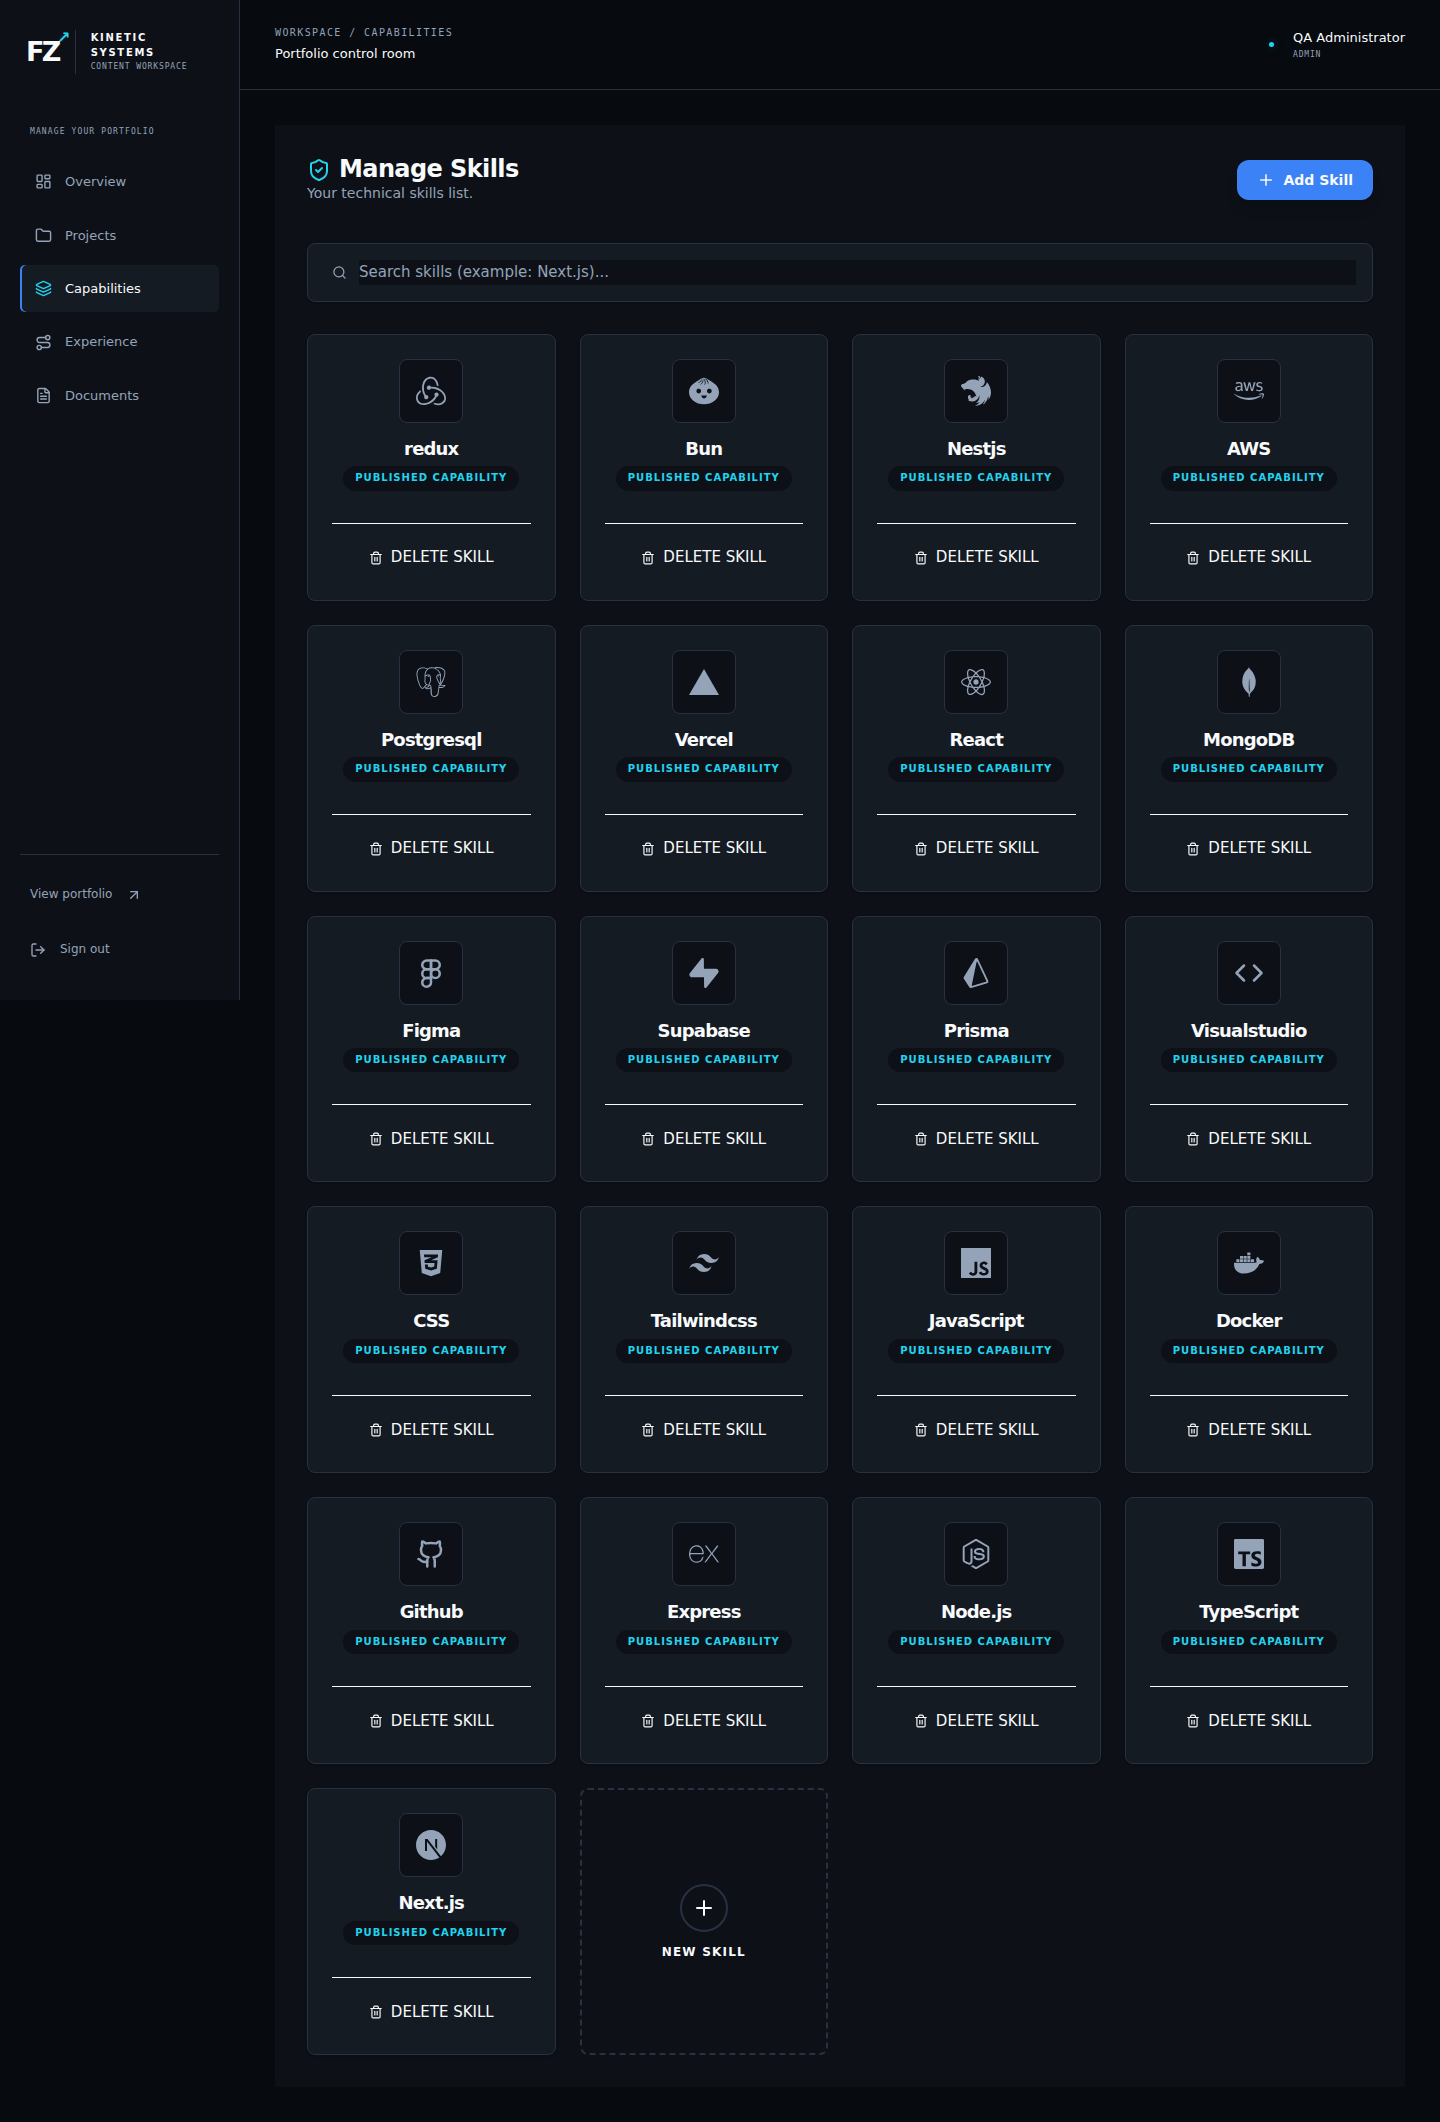 FZ
KINETIC
SYSTEMS
CONTENT WORKSPACE
MANAGE YOUR PORTFOLIO
Overview
Projects
Capabilities
Experience
Documents
View portfolio
Sign out
WORKSPACE / CAPABILITIES
Portfolio control room
QA Administrator
ADMIN
Manage Skills
Your technical skills list.
Add Skill
Search skills (example: Next.js)...
redux
PUBLISHED CAPABILITY
DELETE SKILL
Bun
PUBLISHED CAPABILITY
DELETE SKILL
Nestjs
PUBLISHED CAPABILITY
DELETE SKILL
aws
AWS
PUBLISHED CAPABILITY
DELETE SKILL
Postgresql
PUBLISHED CAPABILITY
DELETE SKILL
Vercel
PUBLISHED CAPABILITY
DELETE SKILL
React
PUBLISHED CAPABILITY
DELETE SKILL
MongoDB
PUBLISHED CAPABILITY
DELETE SKILL
Figma
PUBLISHED CAPABILITY
DELETE SKILL
Supabase
PUBLISHED CAPABILITY
DELETE SKILL
Prisma
PUBLISHED CAPABILITY
DELETE SKILL
Visualstudio
PUBLISHED CAPABILITY
DELETE SKILL
CSS
PUBLISHED CAPABILITY
DELETE SKILL
Tailwindcss
PUBLISHED CAPABILITY
DELETE SKILL
JS
JavaScript
PUBLISHED CAPABILITY
DELETE SKILL
Docker
PUBLISHED CAPABILITY
DELETE SKILL
Github
PUBLISHED CAPABILITY
DELETE SKILL
ex
Express
PUBLISHED CAPABILITY
DELETE SKILL
JS
Node.js
PUBLISHED CAPABILITY
DELETE SKILL
TS
TypeScript
PUBLISHED CAPABILITY
DELETE SKILL
N
Next.js
PUBLISHED CAPABILITY
DELETE SKILL
NEW SKILL